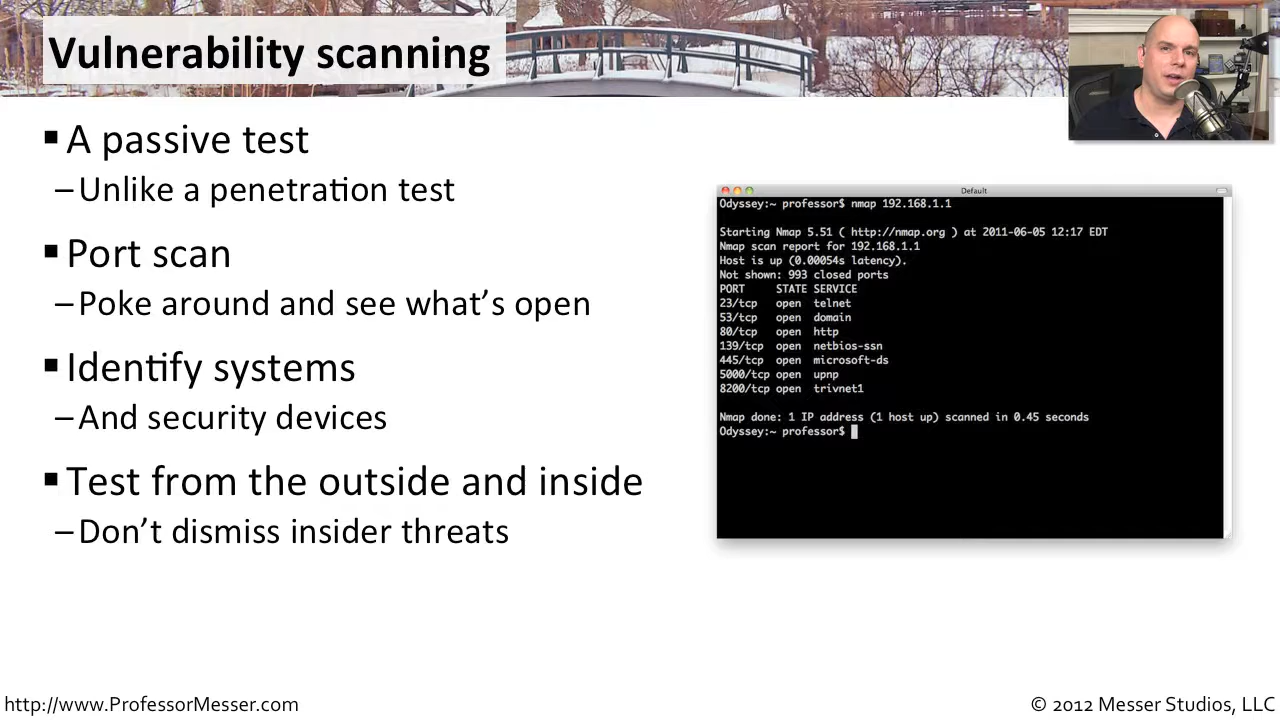 Vulnerability scanning
▪ A passive test
– Unlike a penetration test
▪ Port scan
– Poke around and see what's open
▪ Identify systems
– And security devices
▪ Test from the outside and inside
– Don't dismiss insider threats
Default
Odyssey:~ professor$ nmap 192.168.1.1
Starting Nmap 5.51 ( http://nmap.org ) at 2011-06-05 12:17 EDT
Nmap scan report for 192.168.1.1
Host is up (0.00054s latency).
Not shown: 993 closed ports
PORT STATE SERVICE
23/tcp open telnet
53/tcp open domain
80/tcp open http
139/tcp open netbios-ssn
445/tcp open microsoft-ds
5000/tcp open upnp
8200/tcp open trivnet1
Nmap done: 1 IP address (1 host up) scanned in 0.45 seconds
Odyssey:~ professor$
http://www.ProfessorMesser.com
© 2012 Messer Studios, LLC